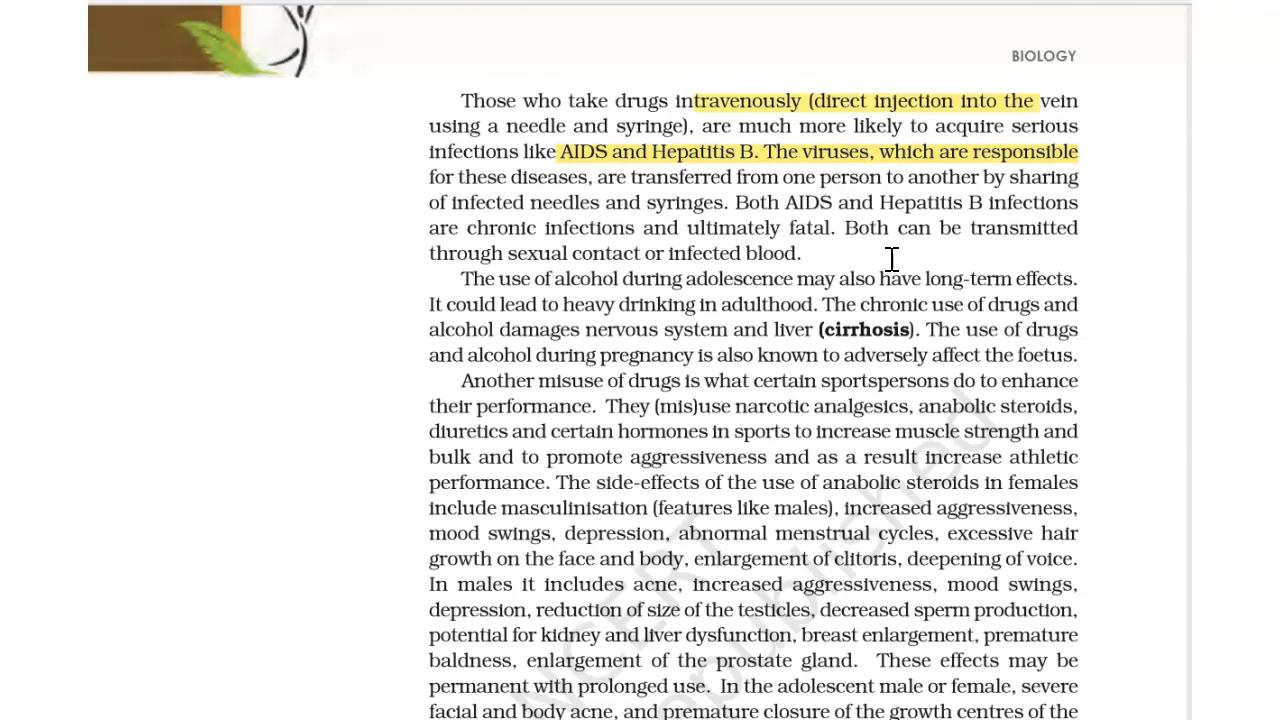 BIOLOGY
Those who take drugs intravenously (direct injection into the vein
using a needle and syringe), are much more likely to acquire serious
infections like AIDS and Hepatitis B. The viruses, which are responsible
for these diseases, are transferred from one person to another by sharing
of infected needles and syringes. Both AIDS and Hepatitis B infections
are chronic infections and ultimately fatal. Both can be transmitted
through sexual contact or infected blood.
The use of alcohol during adolescence may also have long-term effects.
It could lead to heavy drinking in adulthood. The chronic use of drugs and
alcohol damages nervous system and liver (cirrhosis). The use of drugs
and alcohol during pregnancy is also known to adversely affect the foetus.
Another misuse of drugs is what certain sportspersons do to enhance
their performance. They (mis)use narcotic analgesics, anabolic steroids,
diuretics and certain hormones in sports to increase muscle strength and
bulk and to promote aggressiveness and as a result increase athletic
performance. The side-effects of the use of anabolic steroids in females
include masculinisation (features like males), increased aggressiveness,
mood swings, depression, abnormal menstrual cycles, excessive hair
growth on the face and body, enlargement of clitoris, deepening of voice.
In males it includes acne, increased aggressiveness, mood swings,
depression, reduction of size of the testicles, decreased sperm production,
potential for kidney and liver dysfunction, breast enlargement, premature
baldness, enlargement of the prostate gland. These effects may be
permanent with prolonged use. In the adolescent male or female, severe
facial and body acne, and premature closure of the growth centres of the
NCERT
republished